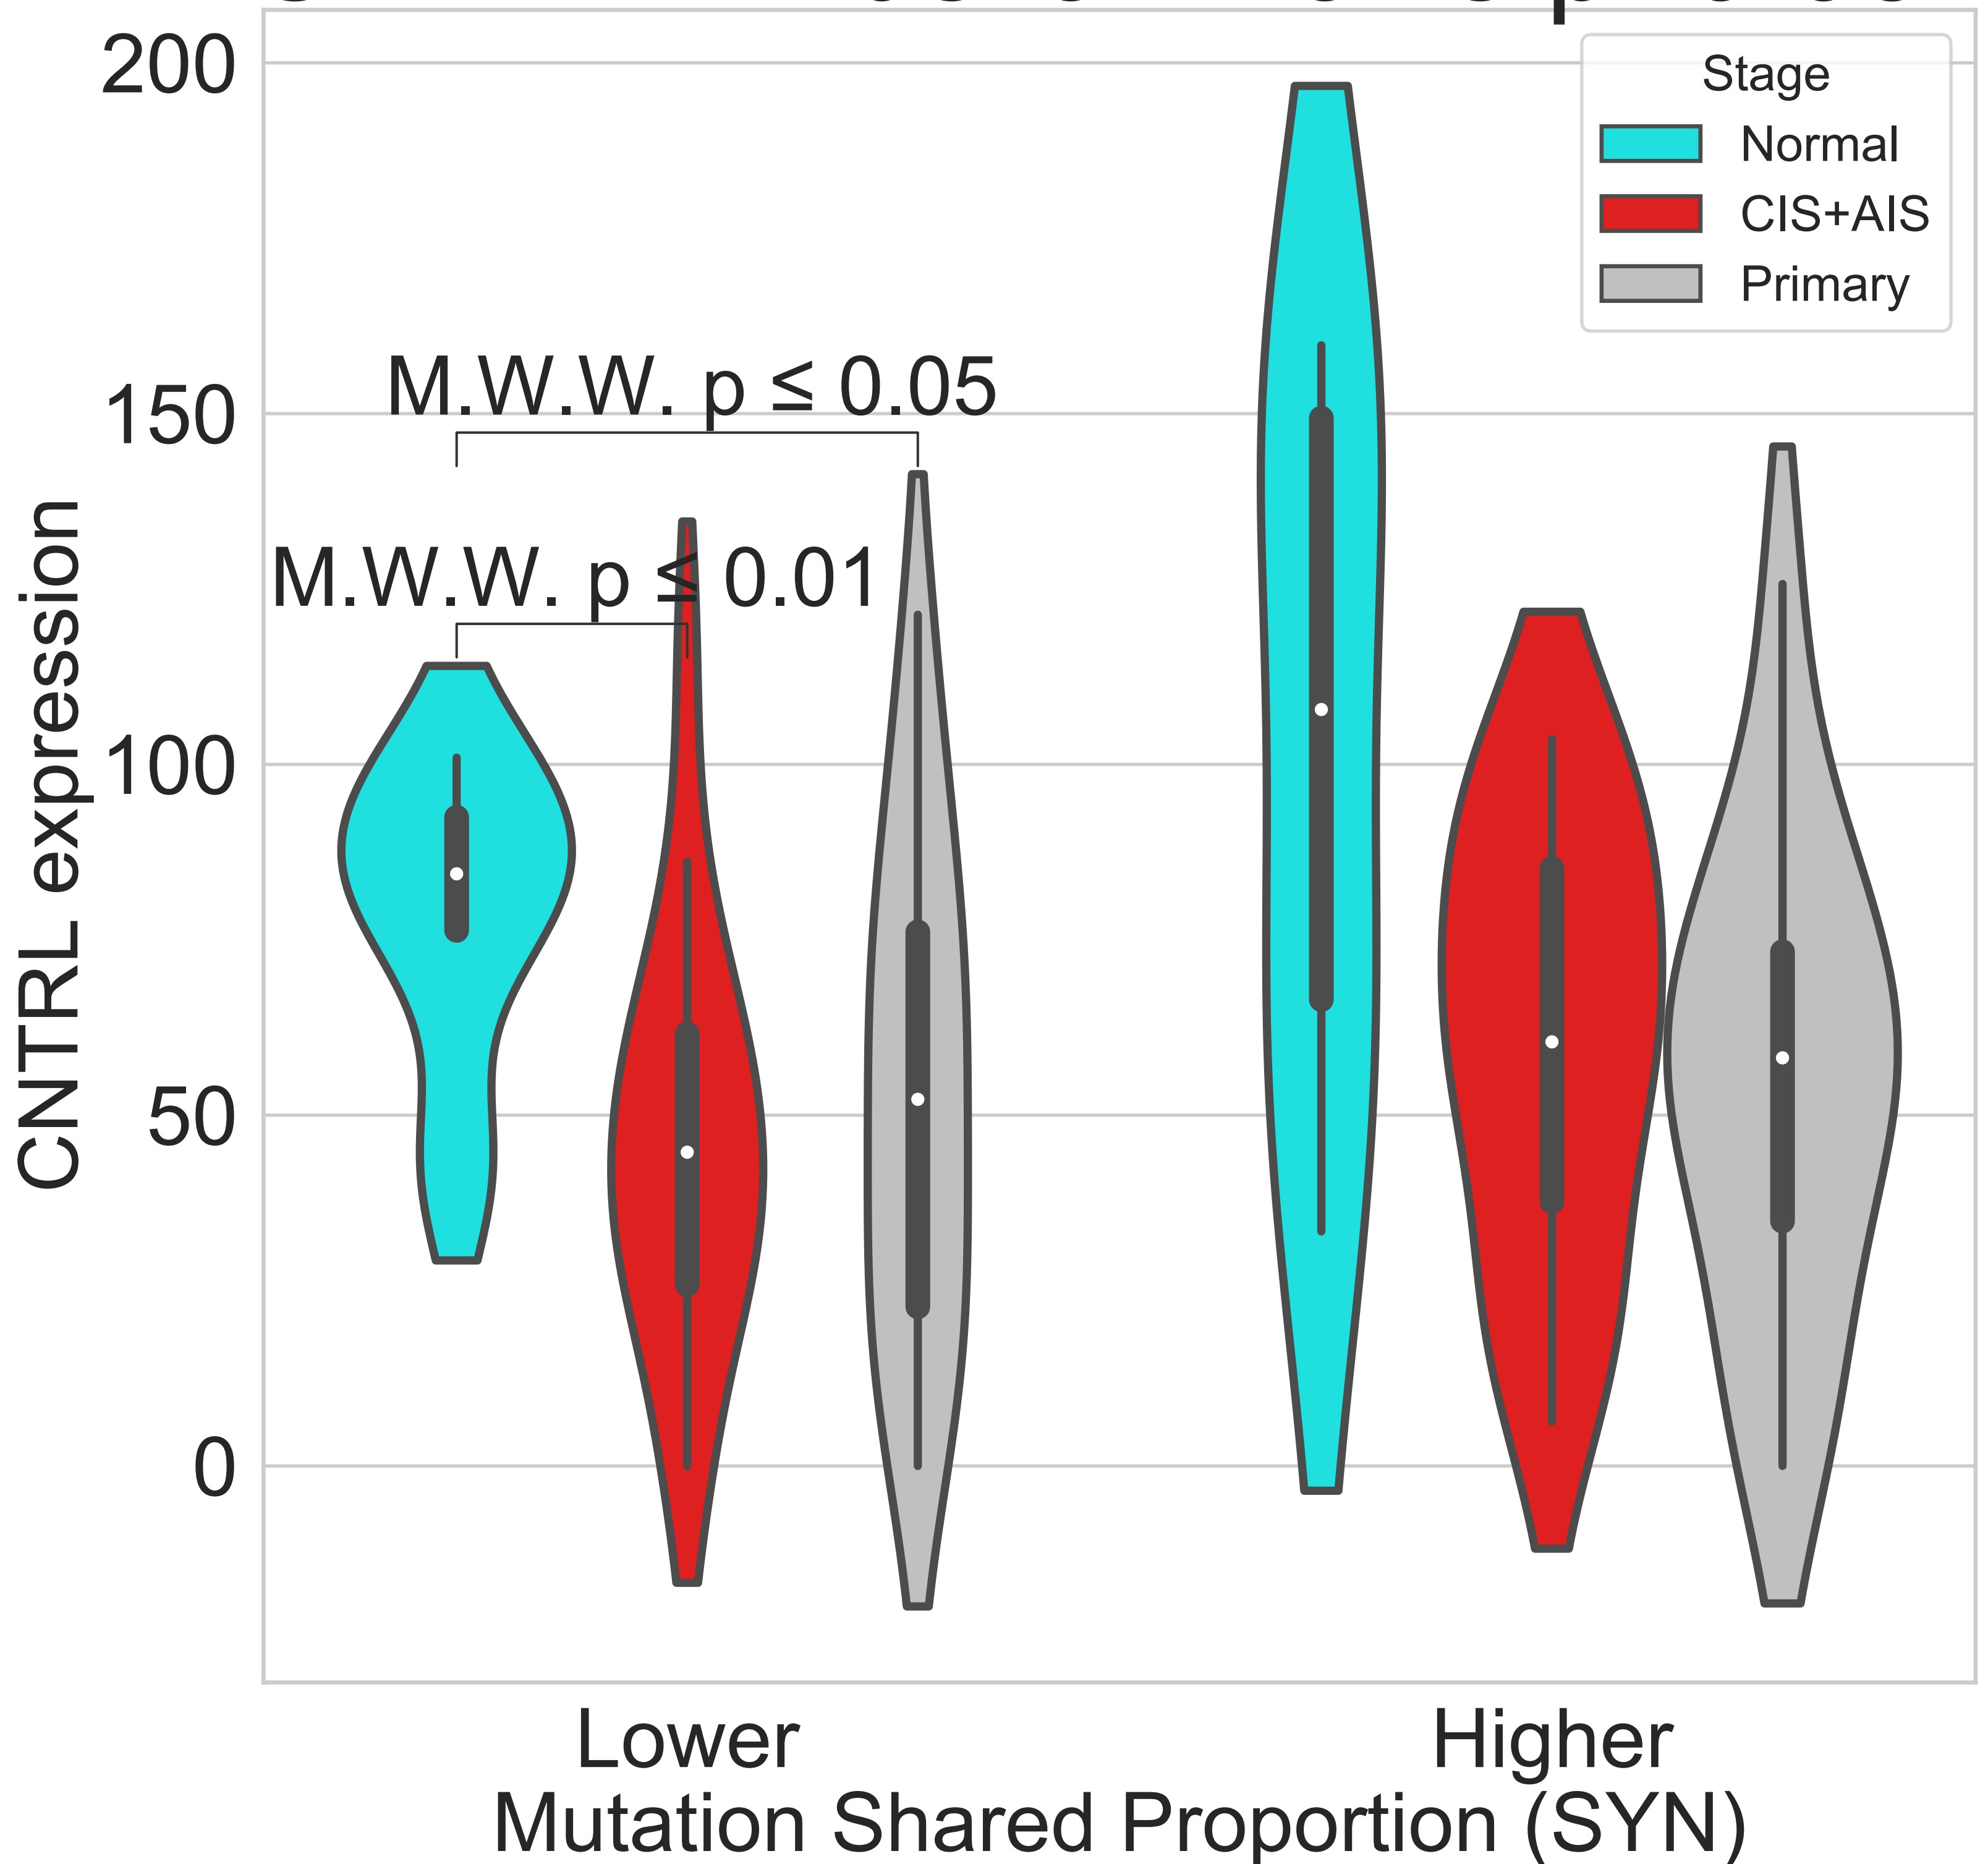 200
150
100
50
0
CNTRL expression
Stage
Normal
CIS+AIS
Primary
M.W.W. p ≤ 0.05
M.W.W. p ≤ 0.01
Lower
Higher
Mutation Shared Proportion (SYN)